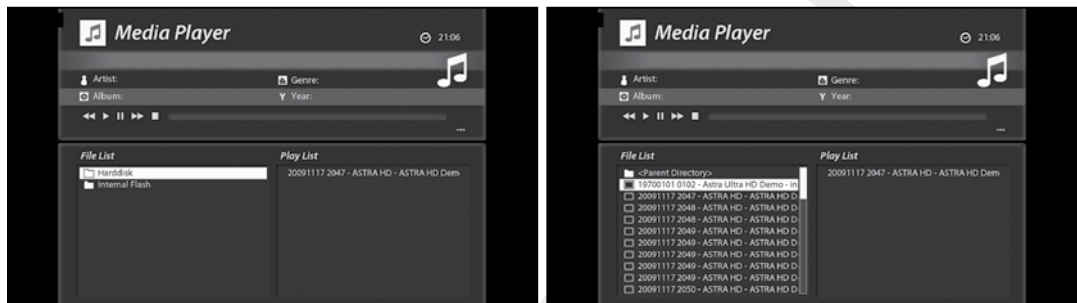 Media Player
21:06
Artist:
Genre:
Album:
Year:
File List
Play List
Harddisk
20091117 2047 - ASTRA HD - ASTRA HD Dem
Internal Flash
Media Player
21:06
Artist:
Genre:
Album:
Year:
File List
Play List
<Parent Directory>
20091117 2047 - ASTRA HD - ASTRA HD Dem
19700101 0102 - Astra Ultra HD Demo - in
20091117 2047 - ASTRA HD - ASTRA HD D
20091117 2048 - ASTRA HD - ASTRA HD D
20091117 2048 - ASTRA HD - ASTRA HD D
20091117 2049 - ASTRA HD - ASTRA HD D
20091117 2049 - ASTRA HD - ASTRA HD D
20091117 2049 - ASTRA HD - ASTRA HD D
20091117 2049 - ASTRA HD - ASTRA HD D
20091117 2049 - ASTRA HD - ASTRA HD D
20091117 2050 - ASTRA HD - ASTRA HD D